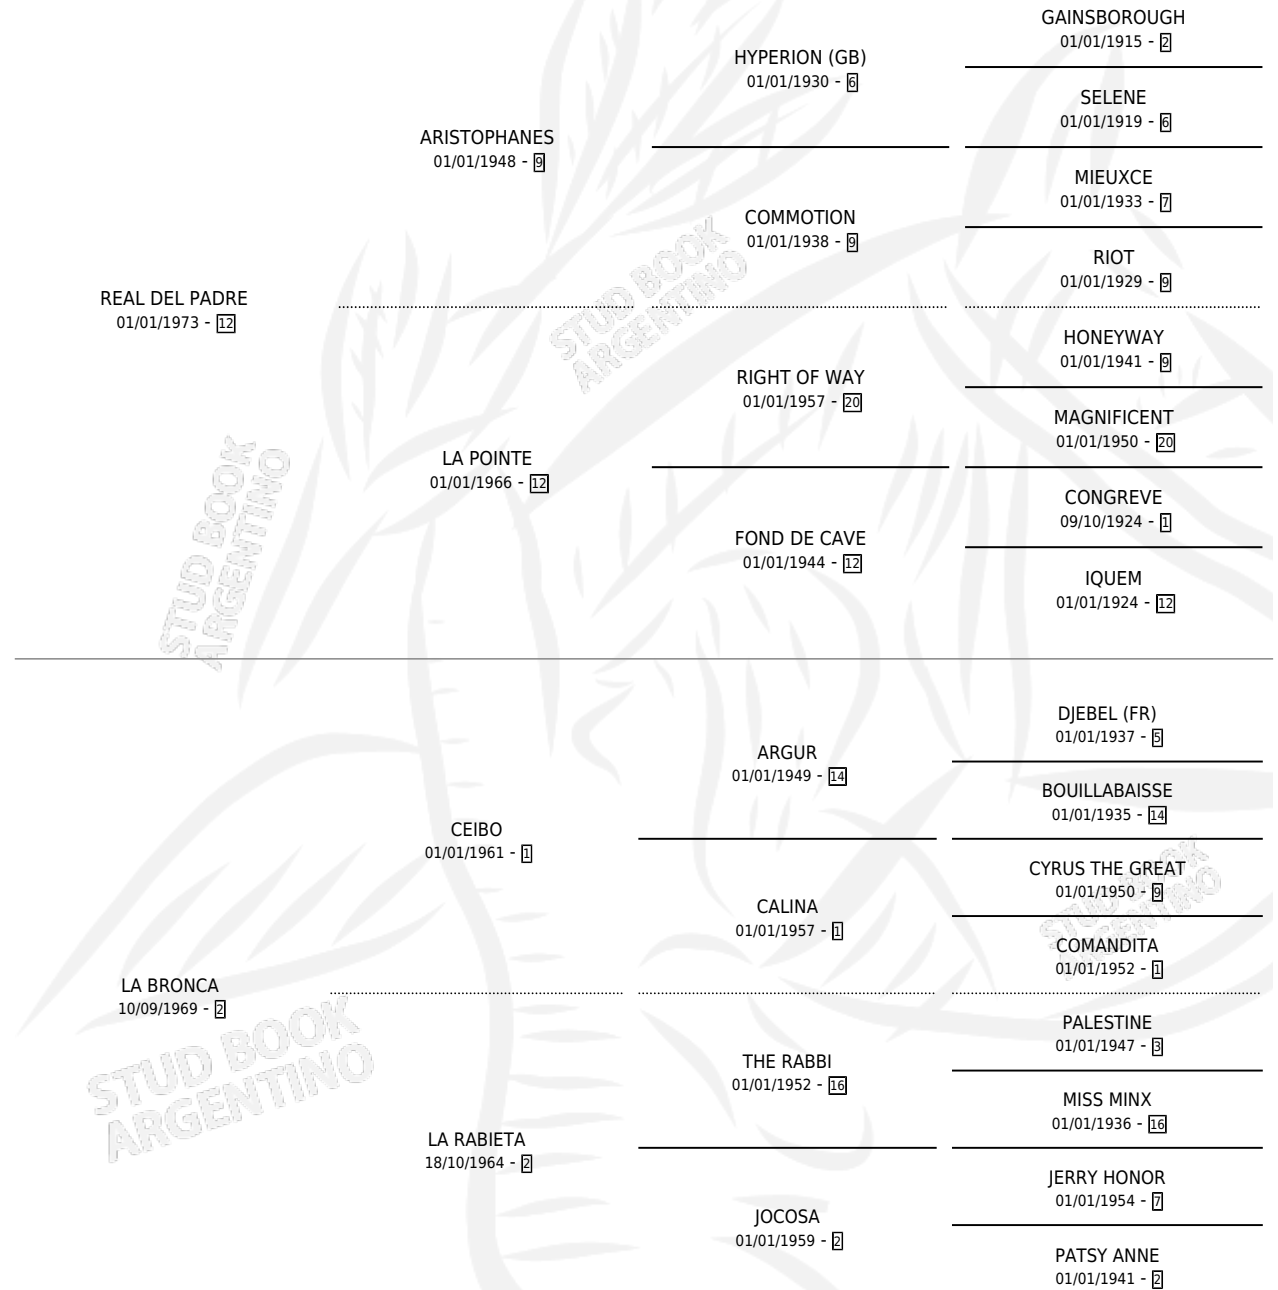 GAINSBOROUGH
01/01/1915 - 2
HYPERION (GB)
01/01/1930 - 6
SELENE
01/01/1919 - 6
ARISTOPHANES
01/01/1948 - 9
MIEUXCE
01/01/1933 - 7
COMMOTION
01/01/1938 - 9
RIOT
01/01/1929 - 9
REAL DEL PADRE
01/01/1973 - 12
HONEYWAY
01/01/1941 - 9
RIGHT OF WAY
01/01/1957 - 20
MAGNIFICENT
01/01/1950 - 20
LA POINTE
01/01/1966 - 12
CONGREVE
09/10/1924 - 1
FOND DE CAVE
01/01/1944 - 12
IQUEM
01/01/1924 - 12
DJEBEL (FR)
01/01/1937 - 5
ARGUR
01/01/1949 - 14
BOUILLABAISSE
01/01/1935 - 14
CEIBO
01/01/1961 - 1
CYRUS THE GREAT
01/01/1950 - 9
CALINA
01/01/1957 - 1
COMANDITA
01/01/1952 - 1
LA BRONCA
10/09/1969 - 2
PALESTINE
01/01/1947 - 3
THE RABBI
01/01/1952 - 16
MISS MINX
01/01/1936 - 16
LA RABIETA
18/10/1964 - 2
JERRY HONOR
01/01/1954 - 7
JOCOSA
01/01/1959 - 2
PATSY ANNE
01/01/1941 - 2
STUD BOOK
ARGENTINO
STUD BOOK
ARGENTINO
STUD BOOK
ARGENTINO
STUD BOOK
ARGENTINO